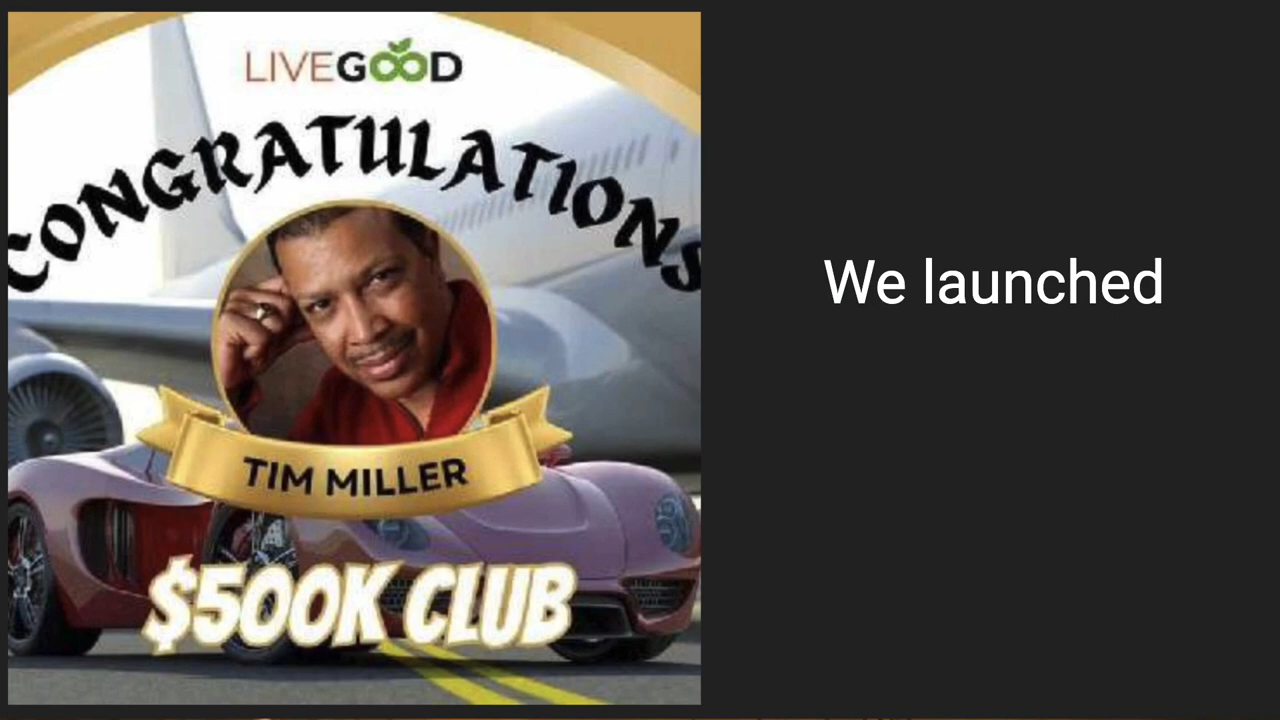 LIVEGOOD
CONGRATULATIONS
TIM MILLER
$500K CLUB
We launched